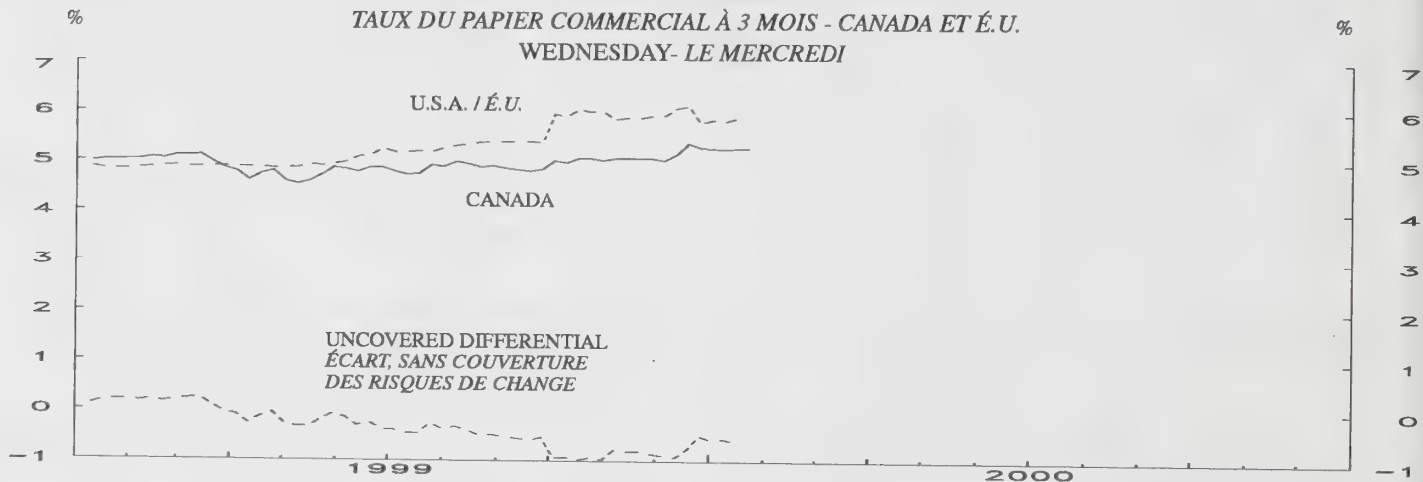 TAUX DU PAPIER COMMERCIAL À 3 MOIS - CANADA ET É.U.
WEDNESDAY- LE MERCREDI
% %
7 7
6 6
5 5
4 4
3 3
2 2
1 1
0 0
-1 -1
U.S.A. / É.U.
CANADA
UNCOVERED DIFFERENTIAL
ÉCART, SANS COUVERTURE
DES RISQUES DE CHANGE
1999 2000